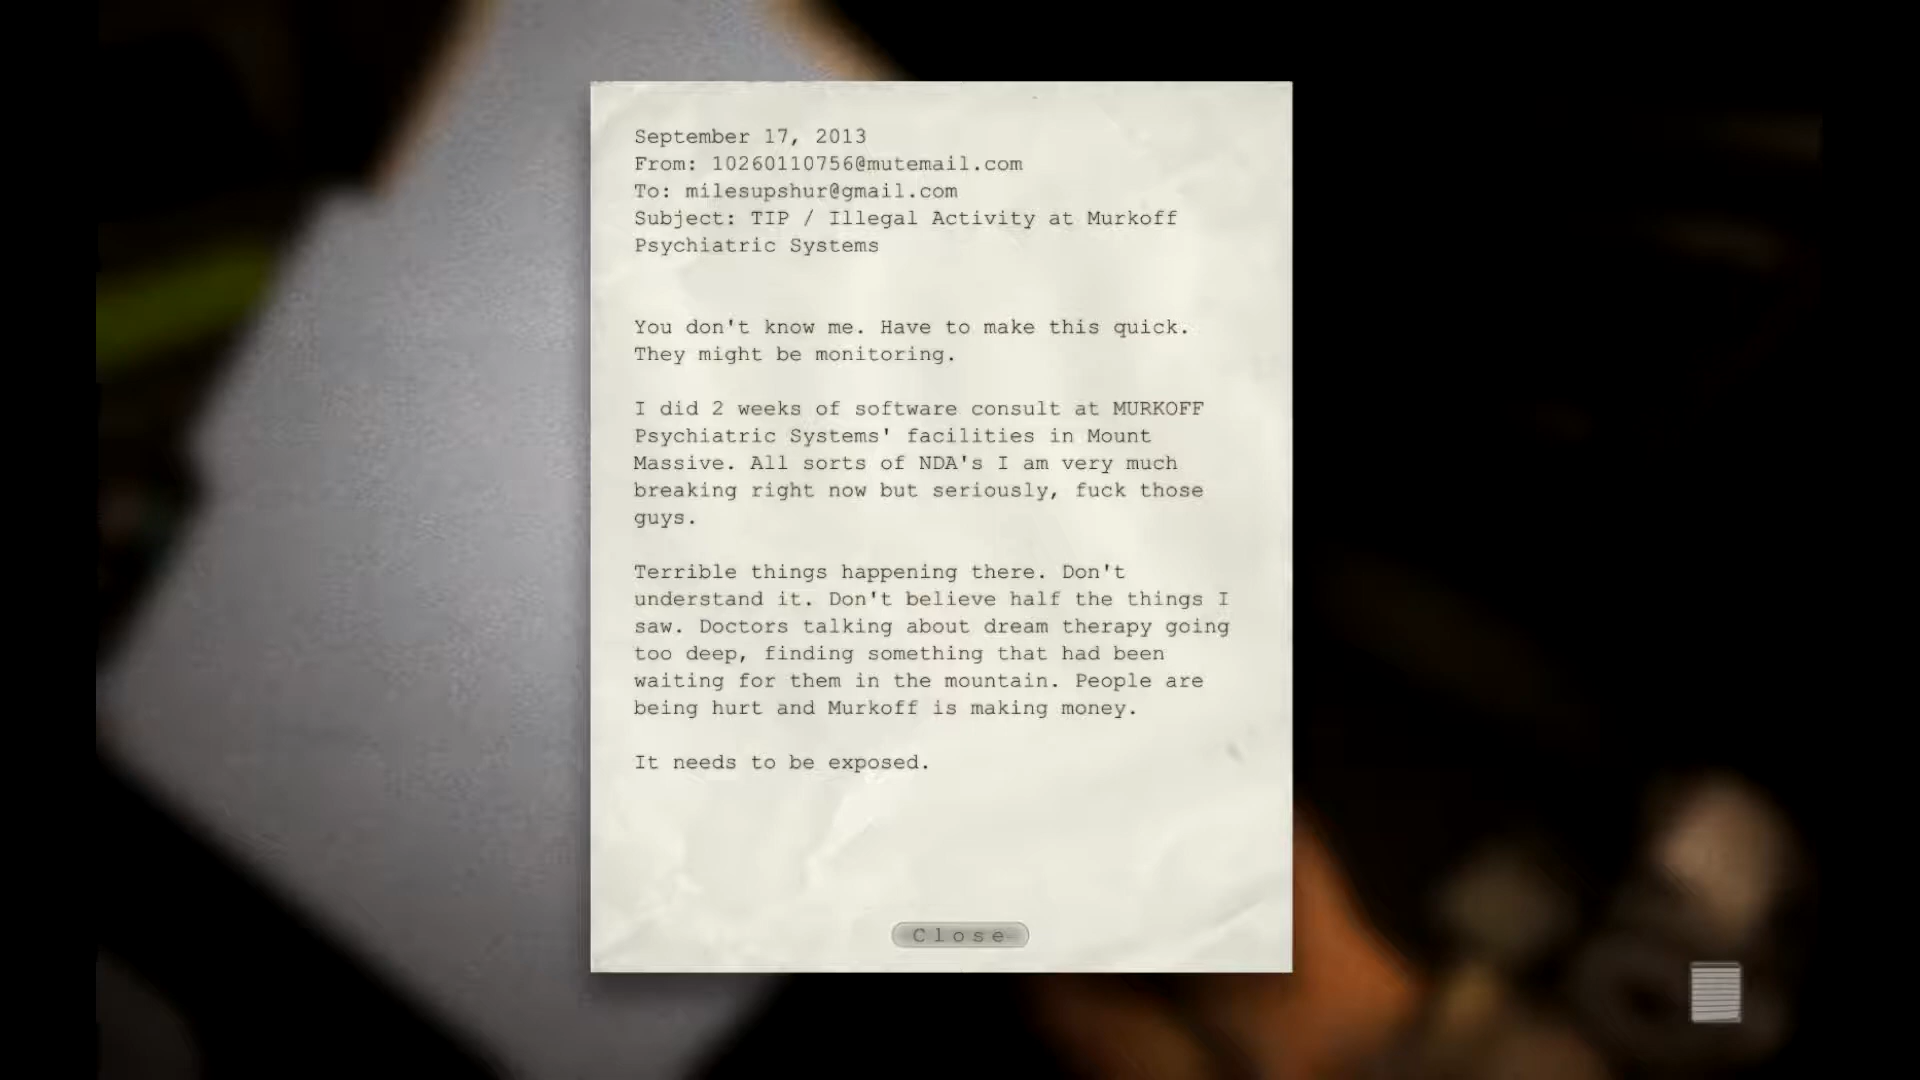 September 17, 2013
From: 10260110756@mutemail.com
To: milesupshur@gmail.com
Subject: TIP / Illegal Activity at Murkoff
Psychiatric Systems
You don't know me. Have to make this quick.
They might be monitoring.
I did 2 weeks of software consult at MURKOFF
Psychiatric Systems' facilities in Mount
Massive. All sorts of NDA's I am very much
breaking right now but seriously, fuck those
guys.
Terrible things happening there. Don't
understand it. Don't believe half the things I
saw. Doctors talking about dream therapy going
too deep, finding something that had been
waiting for them in the mountain. People are
being hurt and Murkoff is making money.
It needs to be exposed.
Close